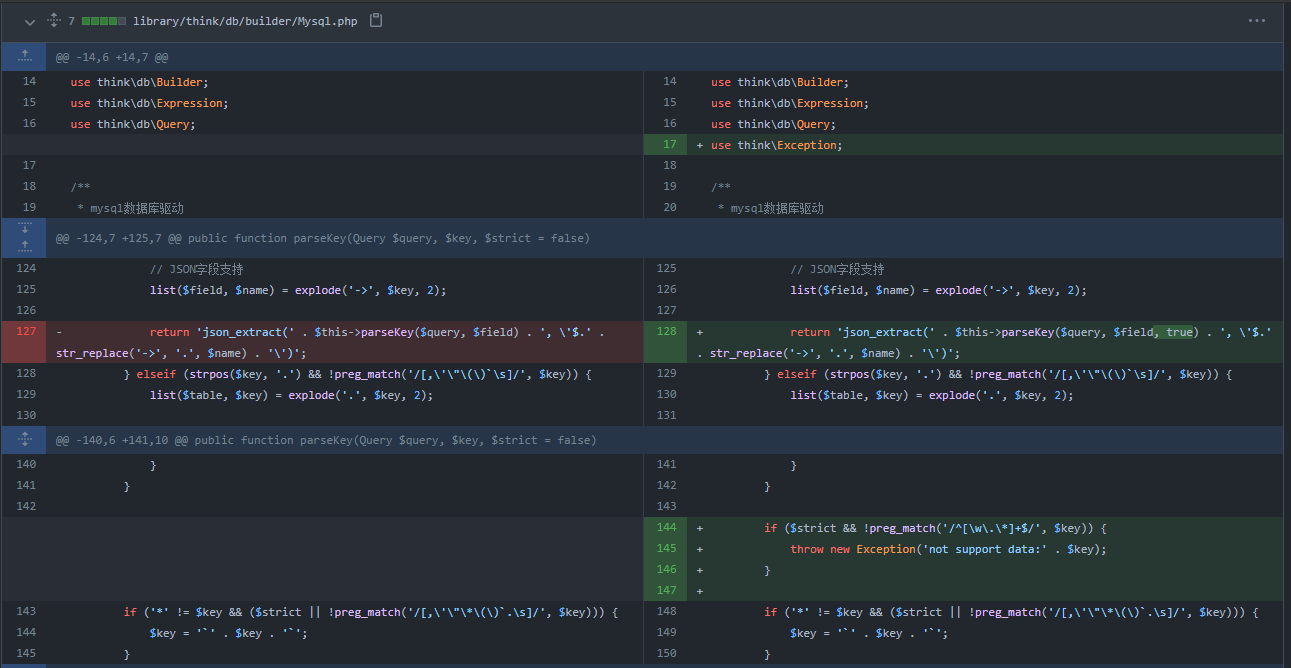 7 library/think/db/builder/Mysql.php
@@ -14,6 +14,7 @@
14 use think\db\Builder; 14 use think\db\Builder;
15 use think\db\Expression; 15 use think\db\Expression;
16 use think\db\Query; 16 use think\db\Query;
17 + use think\Exception;
17 18
18 /** 19 /**
19 * mysql数据库驱动 20 * mysql数据库驱动
@@ -124,7 +125,7 @@ public function parseKey(Query $query, $key, $strict = false)
124 // JSON字段支持 125 // JSON字段支持
125 list($field, $name) = explode('->', $key, 2); 126 list($field, $name) = explode('->', $key, 2);
126 127
127 - return 'json_extract(' . $this->parseKey($query, $field) . ', \'$.' . 128 + return 'json_extract(' . $this->parseKey($query, $field, true) . ', \'$.'
str_replace('->', '.', $name) . '\')'; . str_replace('->', '.', $name) . '\')';
128 } elseif (strpos($key, '.') && !preg_match('/[,\'\"\(\)`\s]/', $key)) { 129 } elseif (strpos($key, '.') && !preg_match('/[,\'\"\(\)`\s]/', $key)) {
129 list($table, $key) = explode('.', $key, 2); 130 list($table, $key) = explode('.', $key, 2);
130 131
@@ -140,6 +141,10 @@ public function parseKey(Query $query, $key, $strict = false)
140 } 141 }
141 } 142 }
142 143
144 + if ($strict && !preg_match('/^[\w\.\*]+$/', $key)) {
145 + throw new Exception('not support data:' . $key);
146 + }
147 +
143 if ('*' != $key && ($strict || !preg_match('/[,\'\"\*\(\)`.\s]/', $key))) { 148 if ('*' != $key && ($strict || !preg_match('/[,\'\"\*\(\)`.\s]/', $key))) {
144 $key = '`' . $key . '`'; 149 $key = '`' . $key . '`';
145 } 150 }